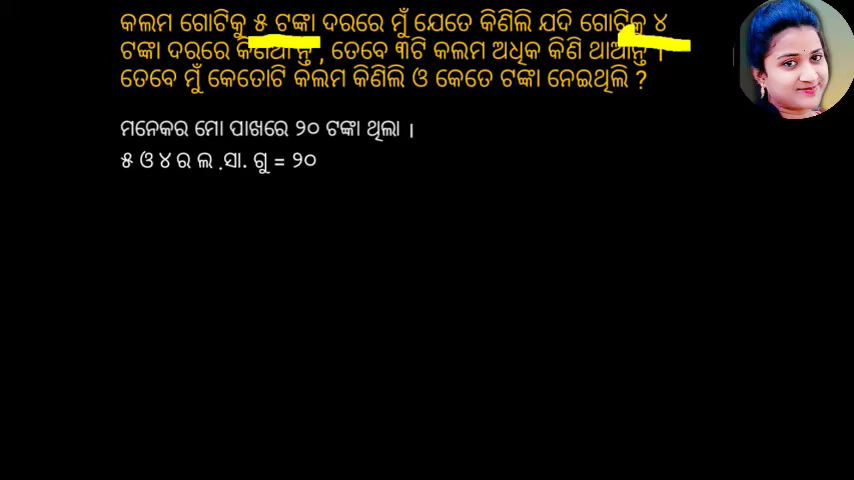 କଲମ ଗୋଟିକୁ ୫ ଟଙ୍କା ଦରରେ ମୁଁ ଯେତେ କିଣିଲି ଯଦି ଗୋଟିକୁ ୪
ଟଙ୍କା ଦରରେ କିଣିଥାନ୍ତି , ତେବେ ୩ଟି କଲମ ଅଧିକ କିଣି ଥାଆନ୍ତି ।
ତେବେ ମୁଁ କେତୋଟି କଲମ କିଣିଲି ଓ କେତେ ଟଙ୍କା ନେଇଥିଲି ?
ମନେକର ମୋ ପାଖରେ ୨୦ ଟଙ୍କା ଥିଲା ।
୫ ଓ ୪ ର ଲ .ସା. ଗୁ = ୨୦